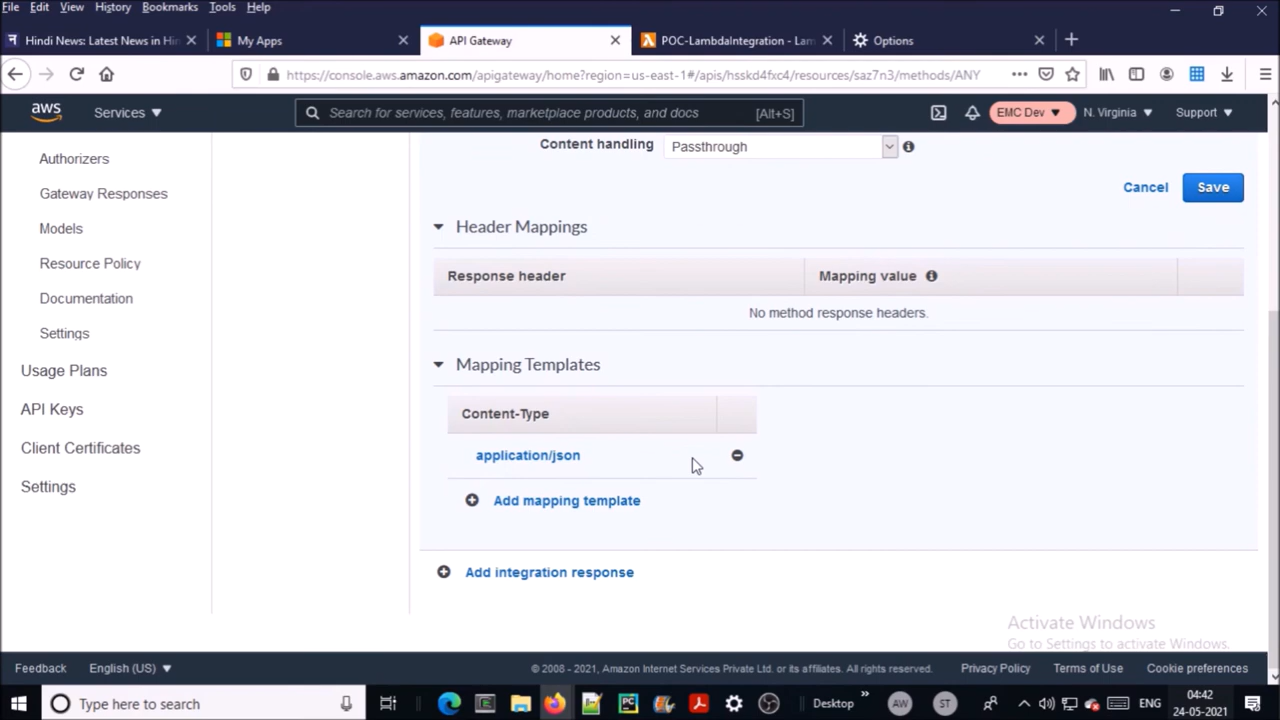 File Edit View History Bookmarks Tools Help
Hindi News: Latest News in Hin
My Apps
API Gateway
POC-LambdaIntegration - Lam
Options
https://console.aws.amazon.com/apigateway/home?region=us-east-1#/apis/hsskd4fxc4/resources/saz7n3/methods/ANY
aws Services Search for services, features, marketplace products, and docs [Alt+S] EMC Dev N. Virginia Support
Content handling Passthrough
Authorizers
Cancel Save
Gateway Responses
Models
Header Mappings
Resource Policy
Response header Mapping value
Documentation
No method response headers.
Settings
Usage Plans
Mapping Templates
API Keys
Content-Type
Client Certificates
application/json
Settings
Add mapping template
Add integration response
Activate Windows
Go to Settings to activate Windows.
Feedback English (US) © 2008 - 2021, Amazon Internet Services Private Ltd. or its affiliates. All rights reserved. Privacy Policy Terms of Use Cookie preferences
Type here to search Desktop AW ST ENG 04:42
24-05-2021